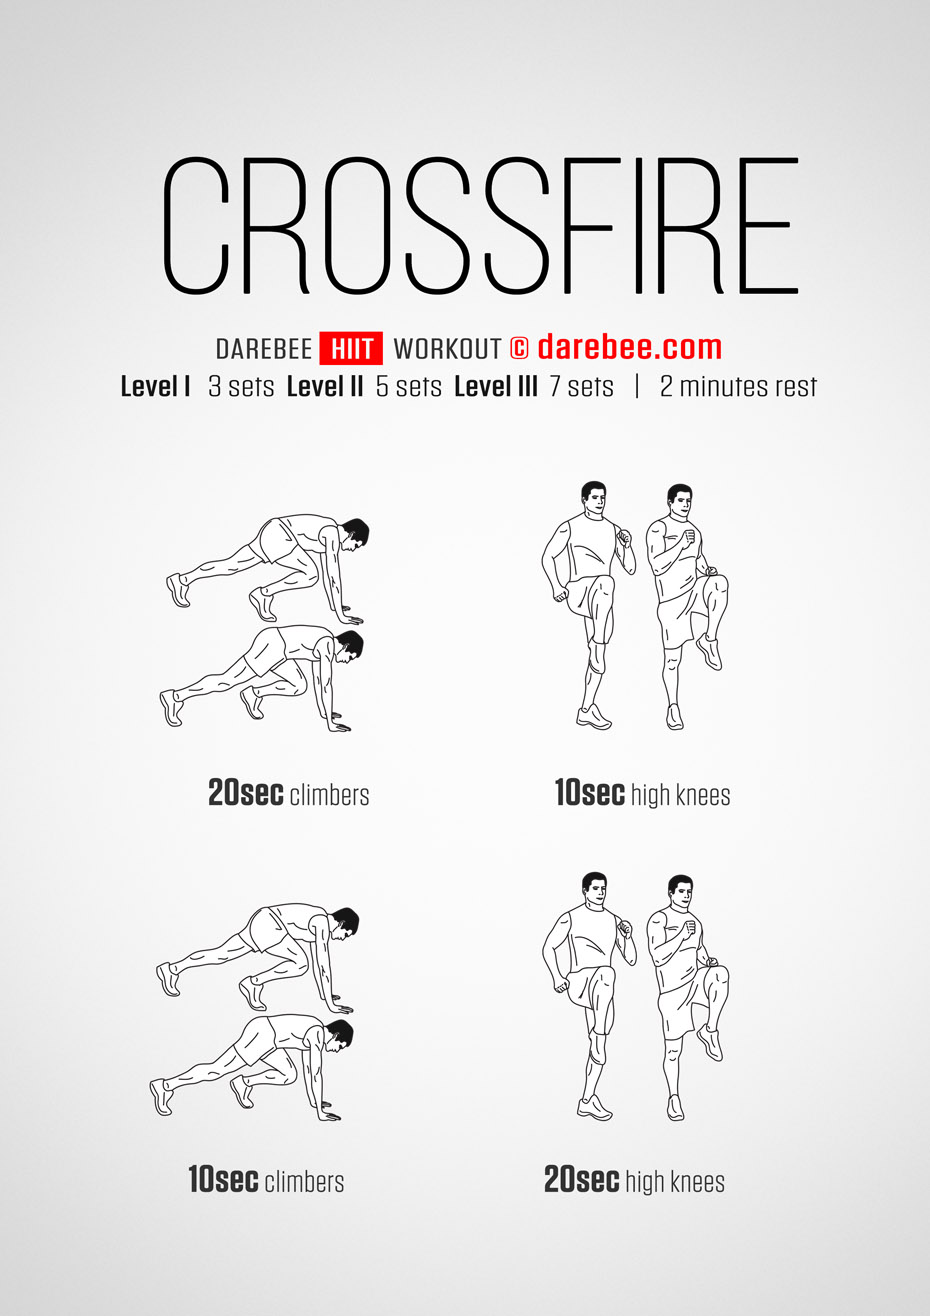 CROSSFIRE
DAREBEE HIIT WORKOUT © darebee.com
Level I 3 sets Level II 5 sets Level III 7 sets | 2 minutes rest
20sec climbers
10sec high knees
10sec climbers
20sec high knees